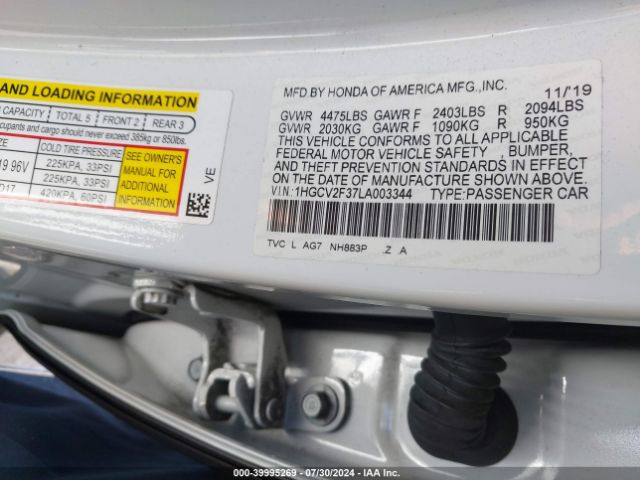 AND LOADING INFORMATION
CAPACITY TOTAL 5 FRONT 2 REAR 3
cupants and cargo should never exceed 385kg or 850lbs.
COLD TIRE PRESSURE
96V 225KPA, 33PSI
225KPA, 33PSI
D17 420KPA, 60PSI
SEE OWNER'S
MANUAL FOR
ADDITIONAL
INFORMATION
VE
MFD BY HONDA OF AMERICA MFG.,INC. 11/'19
GVWR 4475LBS GAWR F 2403LBS R 2094LBS
GVWR 2030KG GAWR F 1090KG R 950KG
THIS VEHICLE CONFORMS TO ALL APPLICABLE
FEDERAL MOTOR VEHICLE SAFETY BUMPER,
AND THEFT PREVENTION STANDARDS IN EFFECT
ON THE DATE OF MANUFACTURE SHOWN ABOVE.
V.I.N.:1HGCV2F37LA003344 TYPE:PASSENGER CAR
TVC L AG7 NH883P .Z A
000-39995269 | 07/30/2024 | IAA Inc.